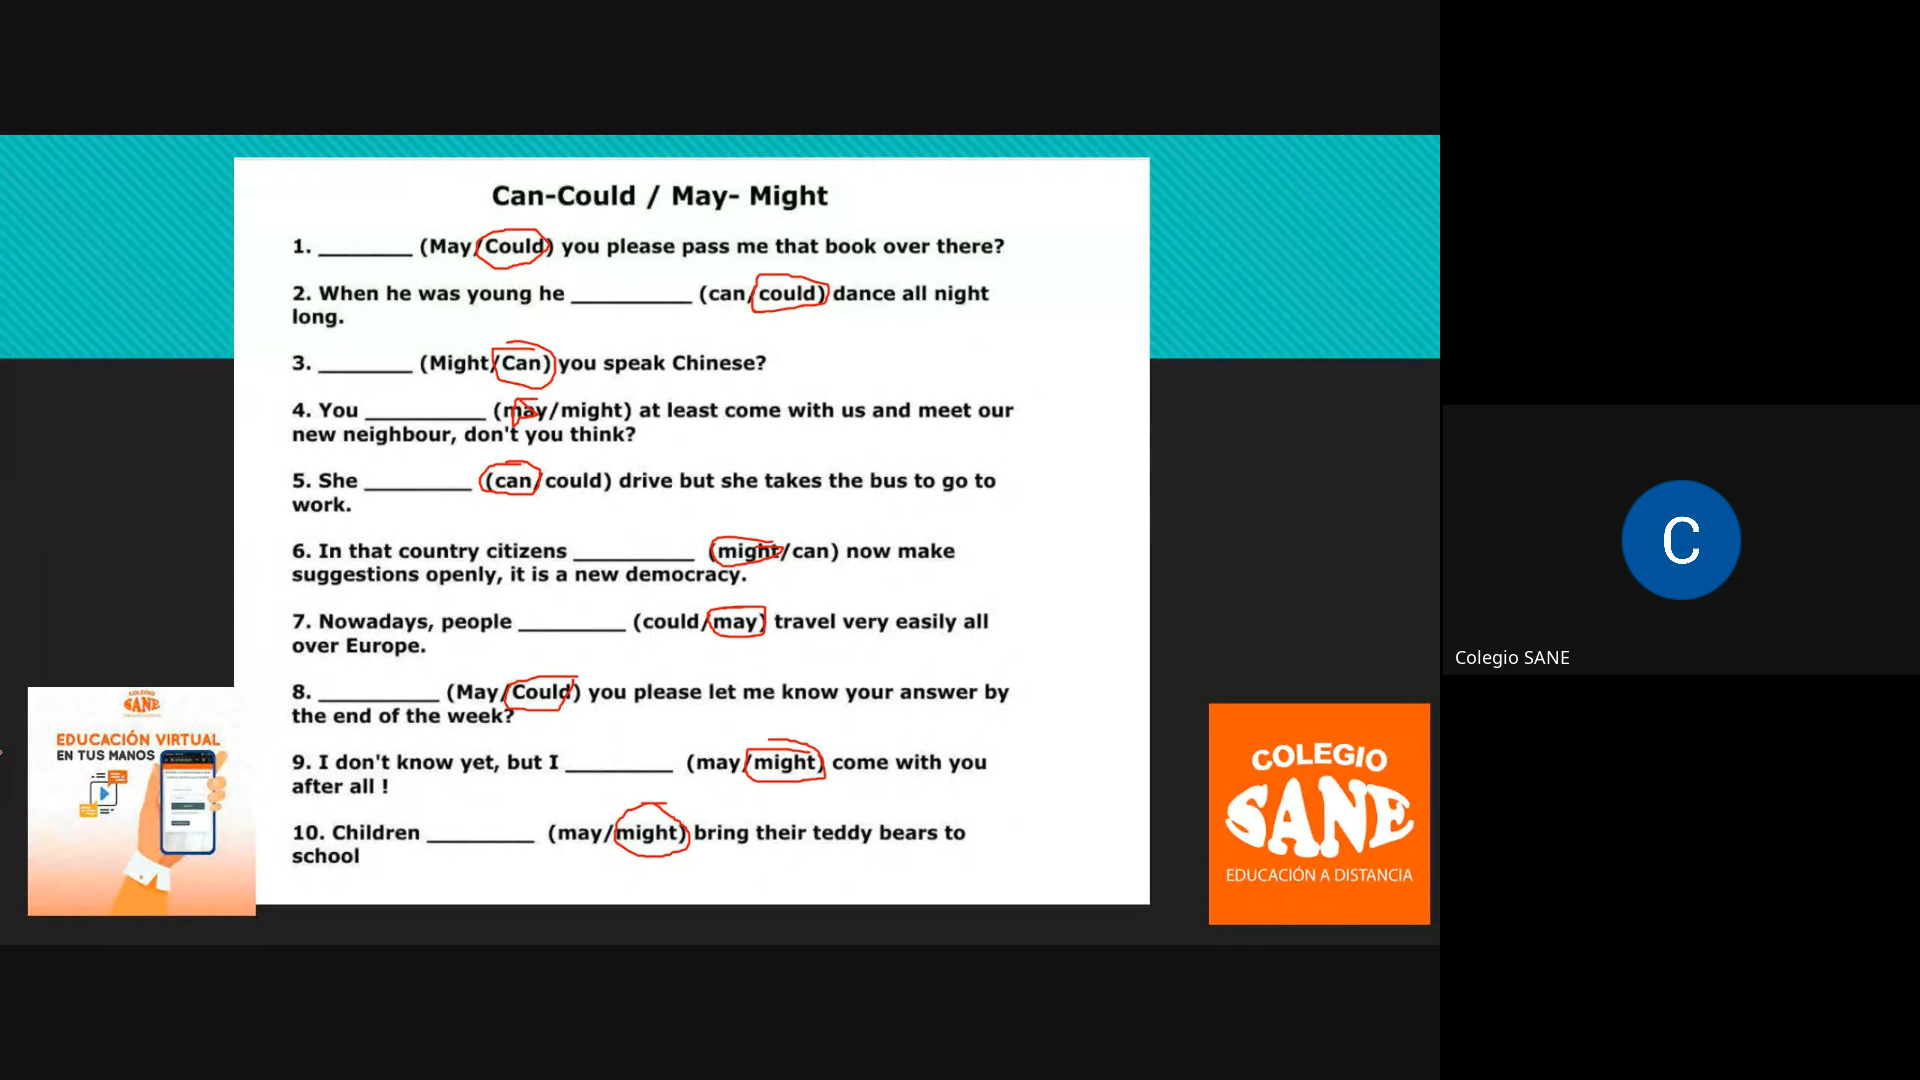 Can-Could / May- Might
1. _______ (May/Could) you please pass me that book over there?
2. When he was young he _________ (can/could) dance all night
long.
3. _______ (Might/Can) you speak Chinese?
4. You _________ (may/might) at least come with us and meet our
new neighbour, don't you think?
5. She ________ (can/could) drive but she takes the bus to go to
work.
6. In that country citizens _________ (might/can) now make
suggestions openly, it is a new democracy.
7. Nowadays, people ________ (could/may) travel very easily all
over Europe.
8. _________ (May/Could) you please let me know your answer by
the end of the week?
9. I don't know yet, but I ________ (may/might) come with you
after all !
10. Children ________ (may/might) bring their teddy bears to
school
COLEGIO
SANE
EDUCACIÓN VIRTUAL
EN TUS MANOS
COLEGIO
SANE
EDUCACIÓN A DISTANCIA
C
Colegio SANE